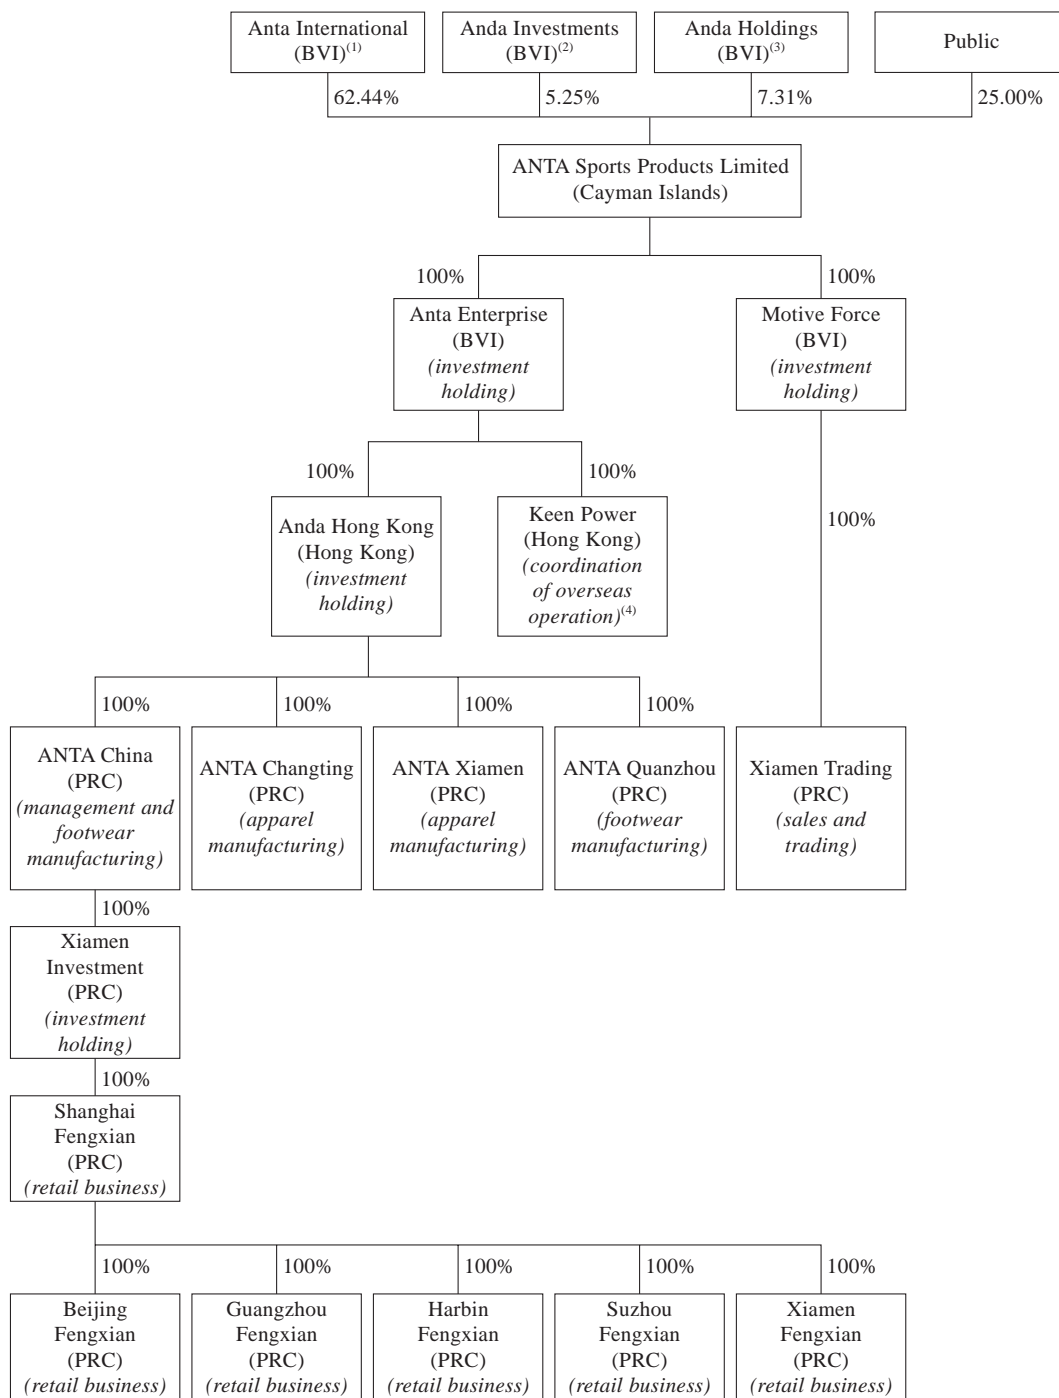 Anta International
(BVI)(1)
Anda Investments
(BVI)(2)
Anda Holdings
(BVI)(3)
Public
62.44%
5.25%
7.31%
25.00%
ANTA Sports Products Limited
(Cayman Islands)
100%
100%
Anta Enterprise
(BVI)
(investment
holding)
Motive Force
(BVI)
(investment
holding)
100%
100%
100%
Anda Hong Kong
(Hong Kong)
(investment
holding)
Keen Power
(Hong Kong)
(coordination
of overseas
operation)(4)
100%
100%
100%
100%
ANTA China
(PRC)
(management and
footwear
manufacturing)
ANTA Changting
(PRC)
(apparel
manufacturing)
ANTA Xiamen
(PRC)
(apparel
manufacturing)
ANTA Quanzhou
(PRC)
(footwear
manufacturing)
Xiamen Trading
(PRC)
(sales and
trading)
100%
Xiamen
Investment
(PRC)
(investment
holding)
100%
Shanghai
Fengxian
(PRC)
(retail business)
100%
100%
100%
100%
100%
Beijing
Fengxian
(PRC)
(retail business)
Guangzhou
Fengxian
(PRC)
(retail business)
Harbin
Fengxian
(PRC)
(retail business)
Suzhou
Fengxian
(PRC)
(retail business)
Xiamen
Fengxian
(PRC)
(retail business)